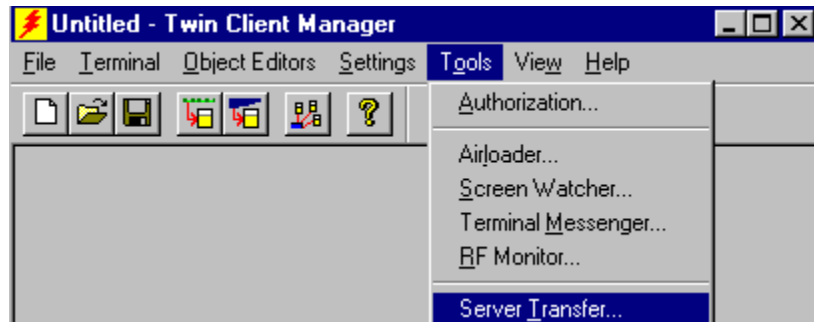 Untitled - Twin Client Manager
File Terminal Object Editors Settings Tools View Help
Authorization...
Airloader...
Screen Watcher...
Terminal Messenger...
RF Monitor...
Server Transfer...